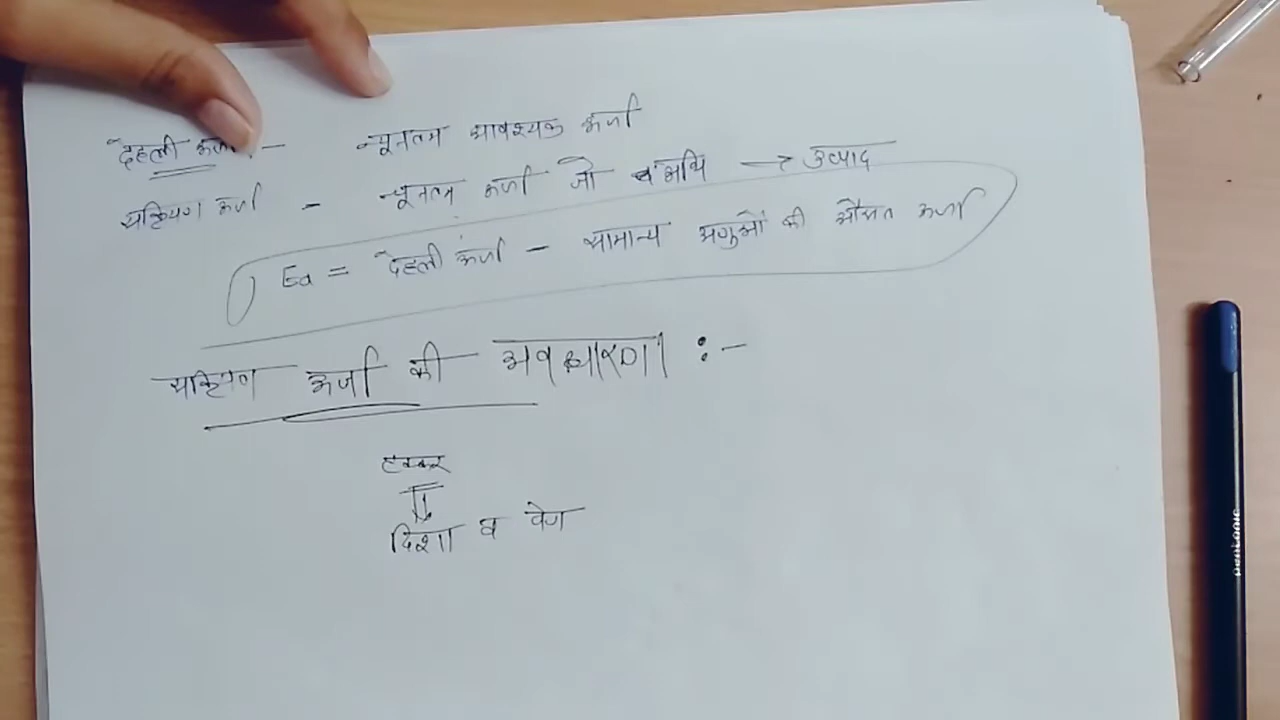 देहली ऊर्जा :- न्यूनतम आवश्यक ऊर्जा
सक्रियण ऊर्जा - न्यूनतम ऊर्जा जो अभि → उत्पाद
Ea = देहली ऊर्जा - सामान्य अणुओं की औसत ऊर्जा
सक्रियण ऊर्जा की अवधारणा :-
टक्कर
दिशा व वेग
pentonic